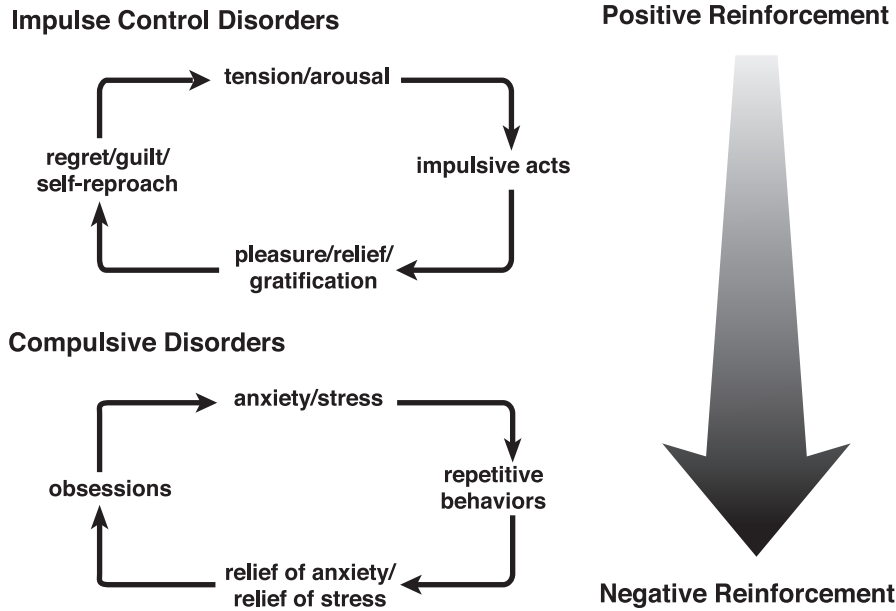 Impulse Control Disorders
tension/arousal
impulsive acts
pleasure/relief/
gratification
regret/guilt/
self-reproach
Compulsive Disorders
anxiety/stress
repetitive
behaviors
relief of anxiety/
relief of stress
obsessions
Positive Reinforcement
Negative Reinforcement